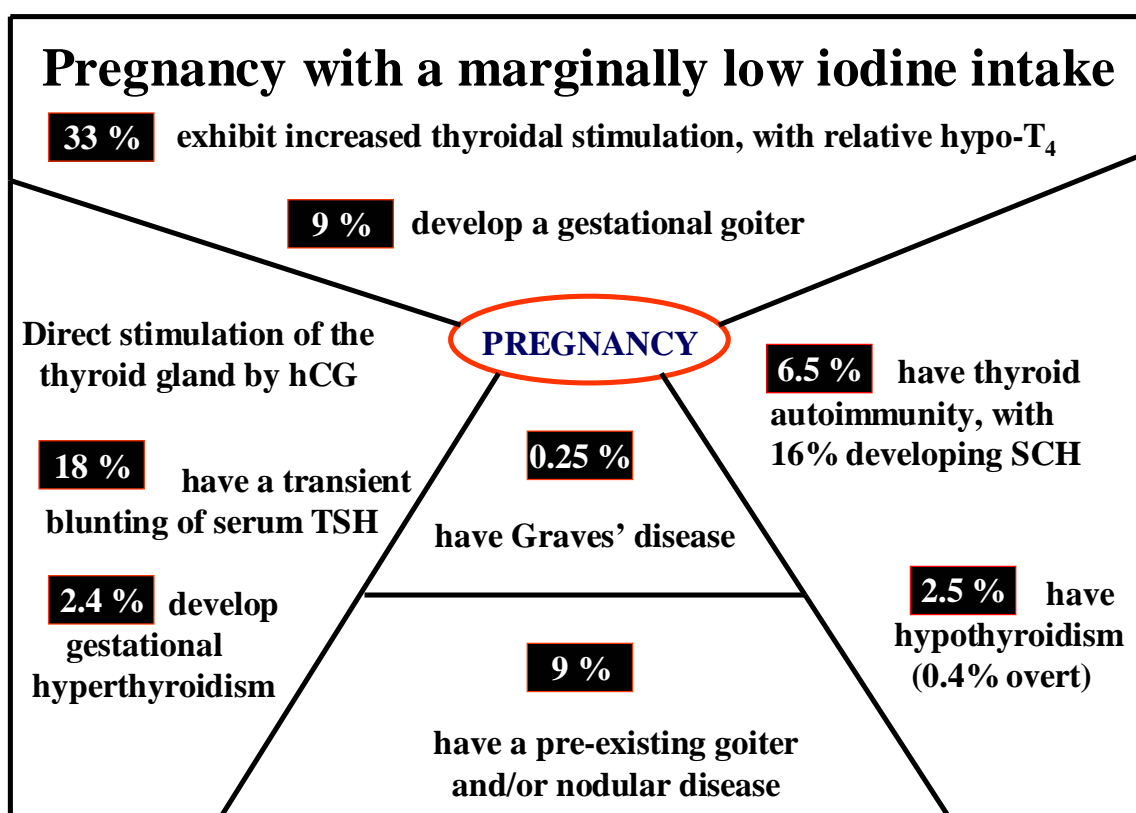 Pregnancy with a marginally low iodine intake
33 % exhibit increased thyroidal stimulation, with relative hypo-T₄
9 % develop a gestational goiter
PREGNANCY
Direct stimulation of the
thyroid gland by hCG
18 % have a transient
blunting of serum TSH
2.4 % develop
gestational
hyperthyroidism
0.25 %
have Graves’ disease
9 %
have a pre-existing goiter
and/or nodular disease
6.5 % have thyroid
autoimmunity, with
16% developing SCH
2.5 % have
hypothyroidism
(0.4% overt)